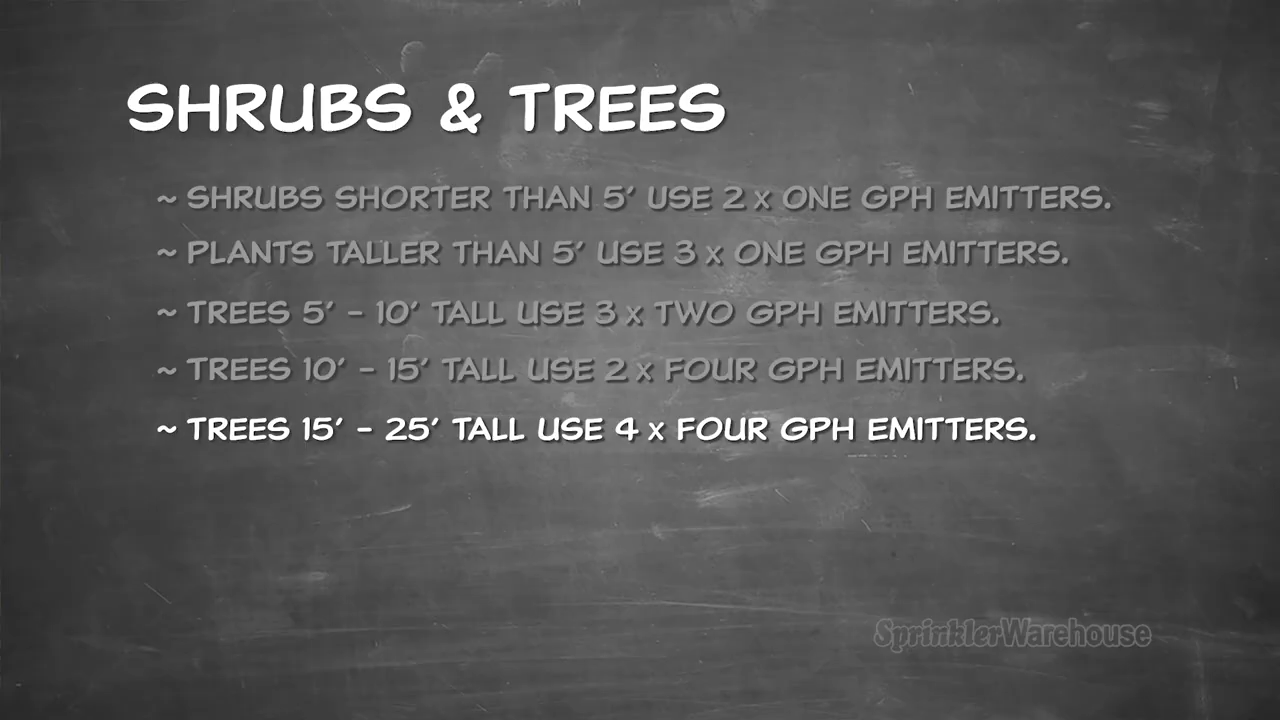 SHRUBS & TREES
~ SHRUBS SHORTER THAN 5' USE 2 x ONE GPH EMITTERS.
~ PLANTS TALLER THAN 5' USE 3 x ONE GPH EMITTERS.
~ TREES 5' - 10' TALL USE 3 x TWO GPH EMITTERS.
~ TREES 10' - 15' TALL USE 2 x FOUR GPH EMITTERS.
~ TREES 15' - 25' TALL USE 4 x FOUR GPH EMITTERS.
SprinklerWarehouse